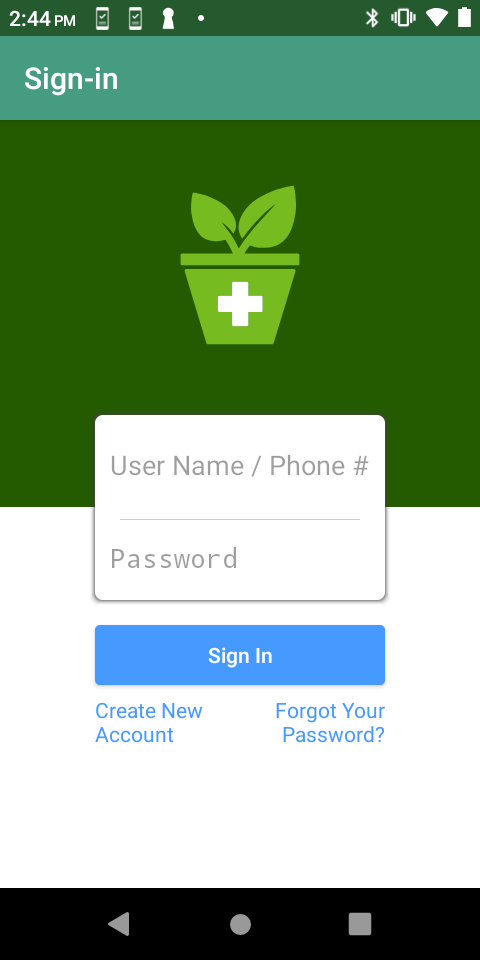 2:44 PM
Sign-in
User Name / Phone #
Password
Sign In
Create New Account
Forgot Your Password?